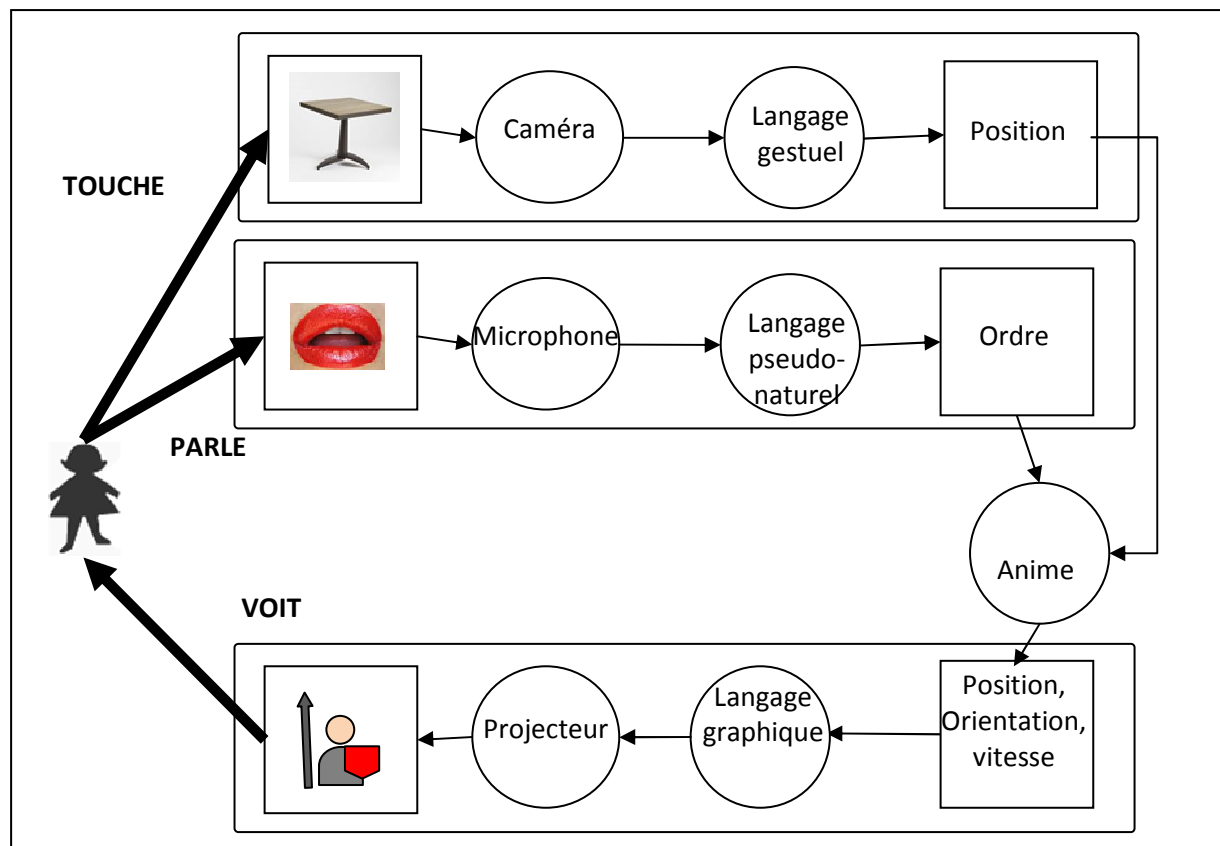 TOUCHE
Caméra
Langage
gestuel
Position
PARLE
Microphone
Langage
pseudo-
naturel
Ordre
Anime
VOIT
Projecteur
Langage
graphique
Position,
Orientation,
vitesse